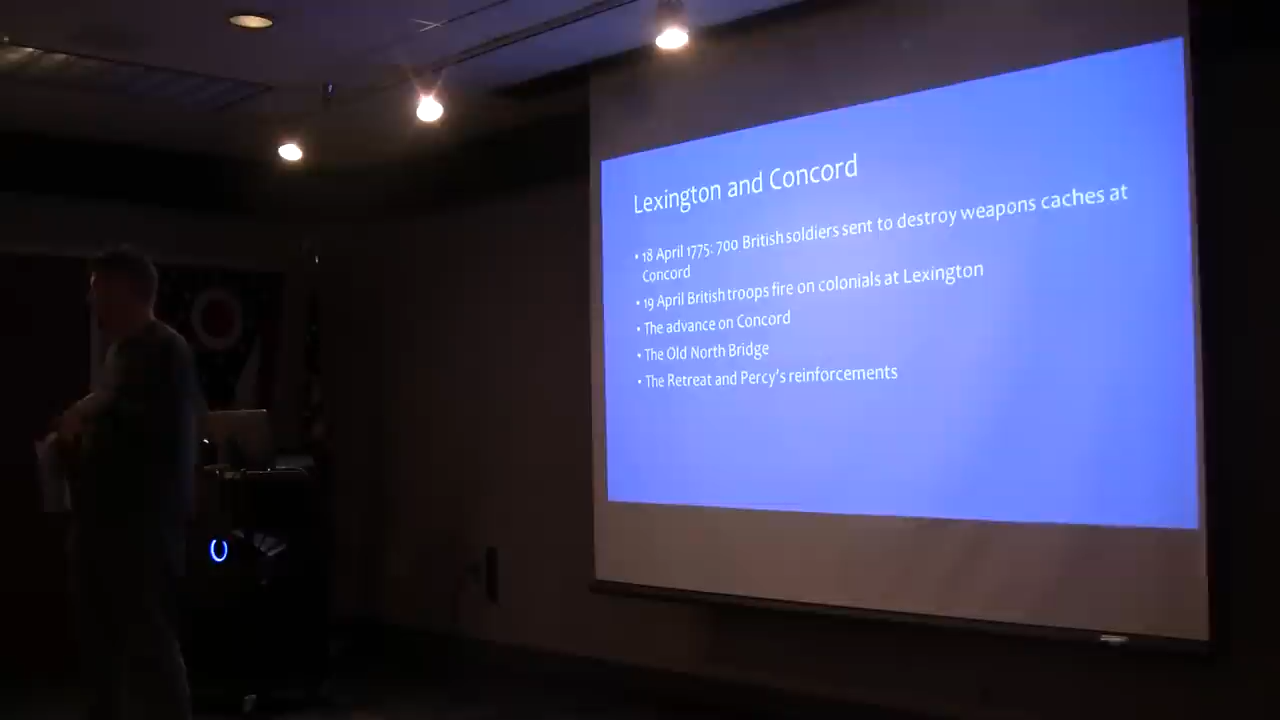 Lexington and Concord
• 18 April 1775: 700 British soldiers sent to destroy weapons caches at
Concord
• 19 April British troops fire on colonials at Lexington
• The advance on Concord
• The Old North Bridge
• The Retreat and Percy's reinforcements